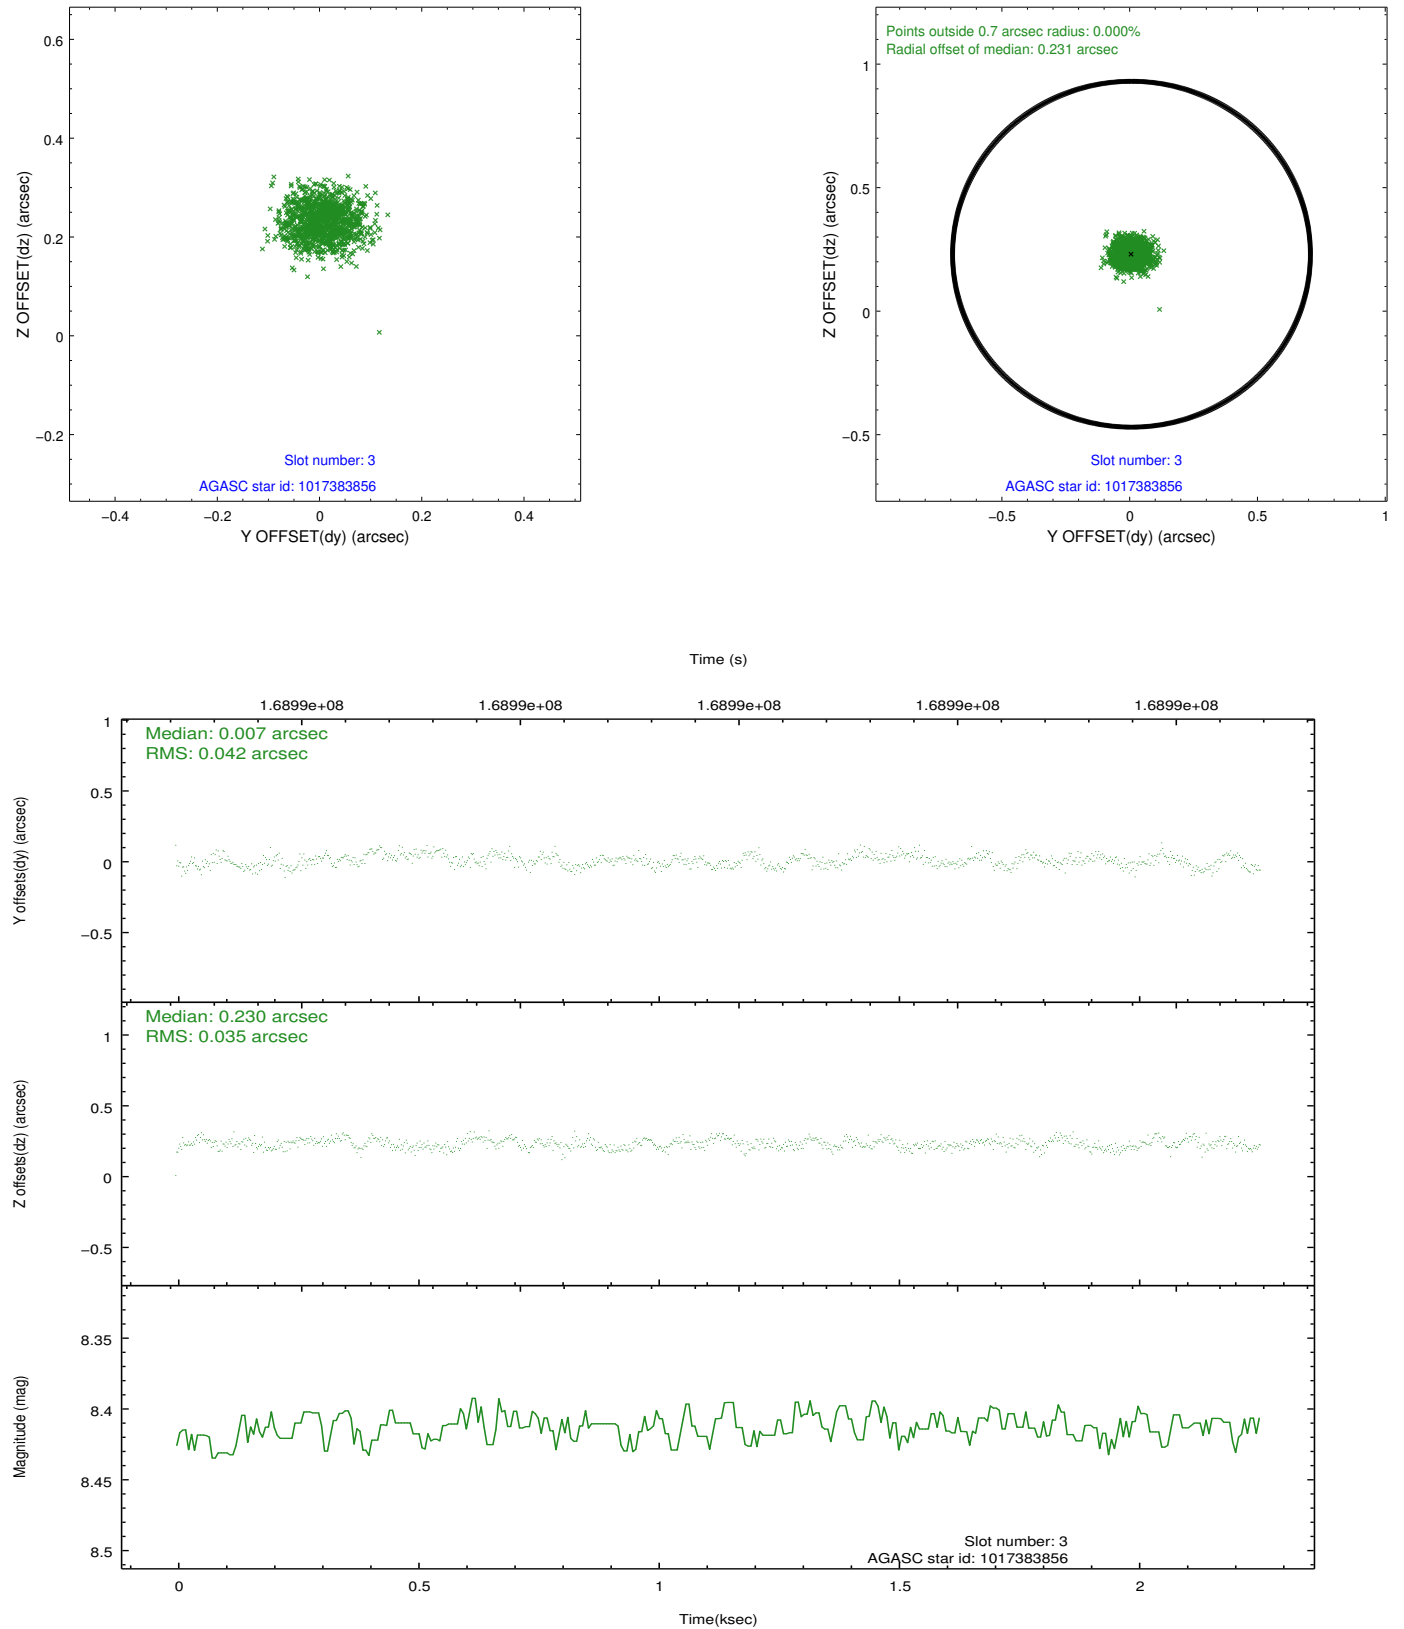 0.6
0.4
0.2
0
−0.2
Z OFFSET(dz) (arcsec)
Slot number: 3
AGASC star id: 1017383856
−0.4
−0.2
0
0.2
0.4
Y OFFSET(dy) (arcsec)
Points outside 0.7 arcsec radius: 0.000%
Radial offset of median: 0.231 arcsec
1
0.5
0
−0.5
Z OFFSET(dz) (arcsec)
Slot number: 3
AGASC star id: 1017383856
−0.5
0
0.5
1
Y OFFSET(dy) (arcsec)
Time (s)
1.6899e+08
1.6899e+08
1.6899e+08
1.6899e+08
1.6899e+08
Median: 0.007 arcsec
RMS: 0.042 arcsec
1
0.5
0
−0.5
Y offsets(dy) (arcsec)
Median: 0.230 arcsec
RMS: 0.035 arcsec
1
0.5
0
−0.5
Z offsets(dz) (arcsec)
8.35
8.4
8.45
8.5
Magnitude (mag)
Slot number: 3
AGASC star id: 1017383856
0
0.5
1
1.5
2
Time(ksec)